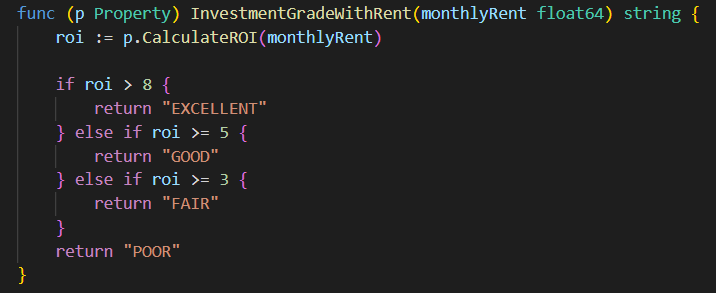 func (p Property) InvestmentGradeWithRent(monthlyRent float64) string {
    roi := p.CalculateROI(monthlyRent)

    if roi > 8 {
        return "EXCELLENT"
    } else if roi >= 5 {
        return "GOOD"
    } else if roi >= 3 {
        return "FAIR"
    }
    return "POOR"
}